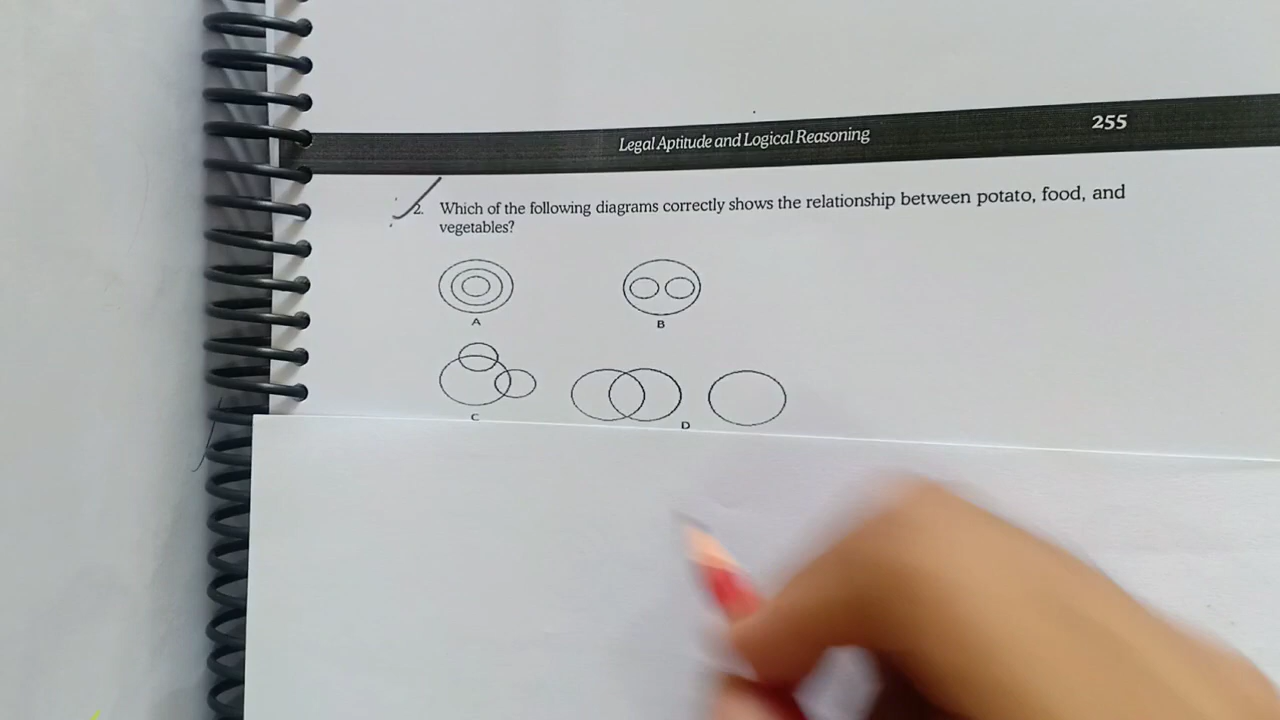 Legal Aptitude and Logical Reasoning 255
2. Which of the following diagrams correctly shows the relationship between potato, food, and
vegetables?
A B
C D